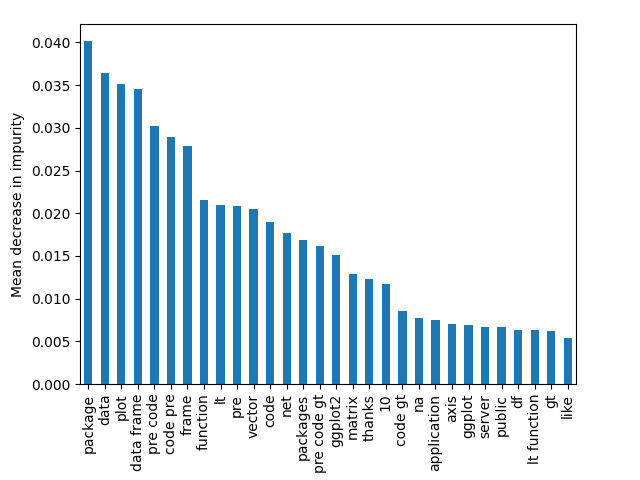 0.040
0.035
0.030
0.025
0.020
0.015
0.010
0.005
0.000
Mean decrease in impurity
package
data
plot
data frame
pre code
code pre
frame
function
lt
pre
vector
code
net
packages
pre code gt
ggplot2
matrix
thanks
10
code gt
na
application
axis
ggplot
server
public
df
lt function
gt
like